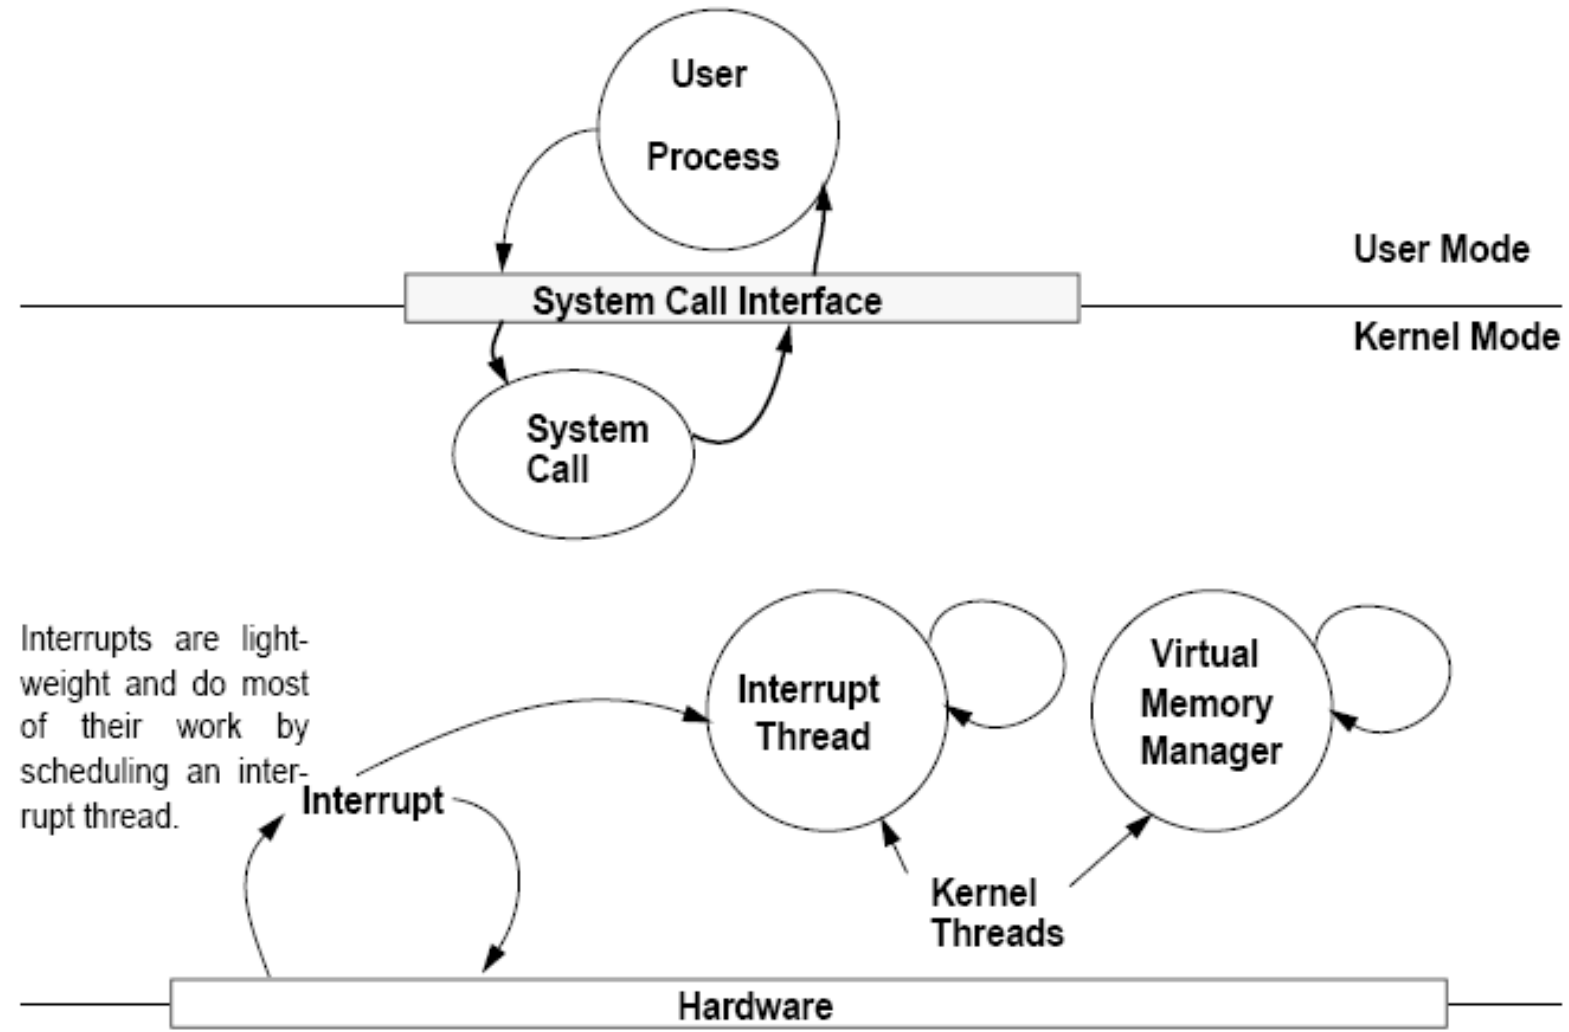 User
Process
User Mode
System Call Interface
Kernel Mode
System
Call
Interrupts are light-
weight and do most
of their work by
scheduling an inter-
rupt thread.
Interrupt
Interrupt
Thread
Virtual
Memory
Manager
Kernel
Threads
Hardware